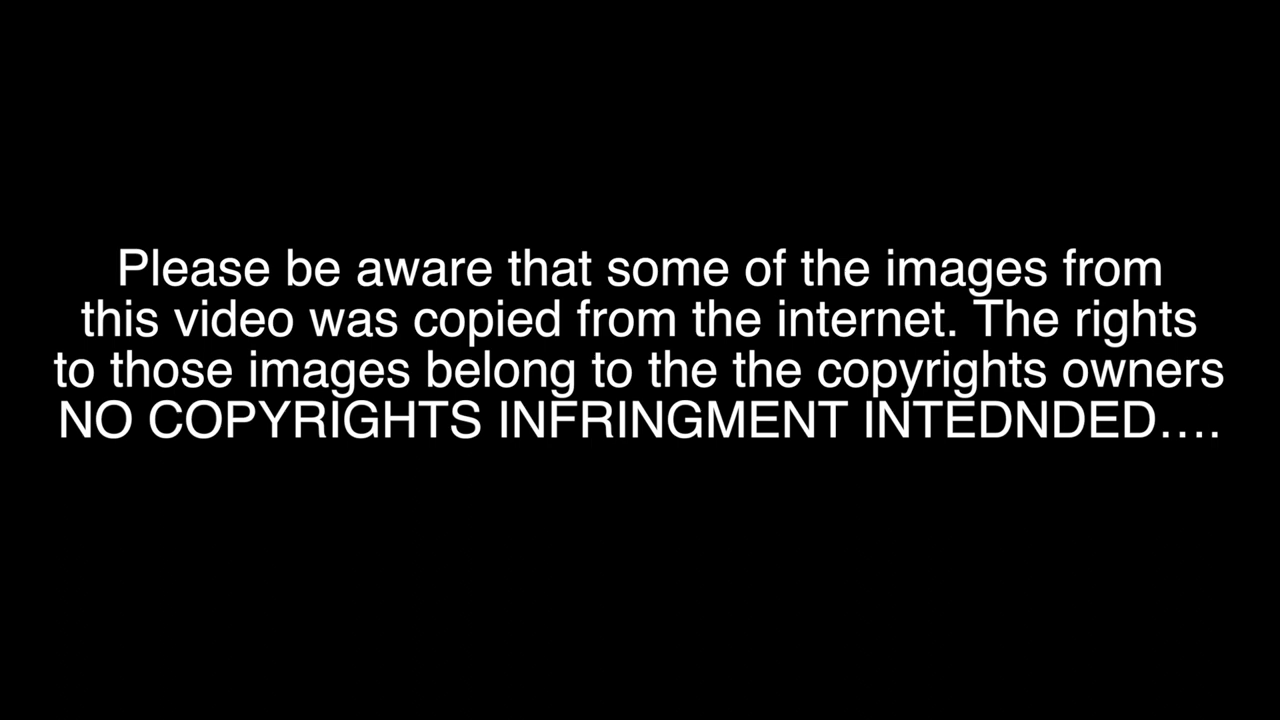 Please be aware that some of the images from
this video was copied from the internet. The rights
to those images belong to the the copyrights owners
NO COPYRIGHTS INFRINGMENT INTEDNDED….